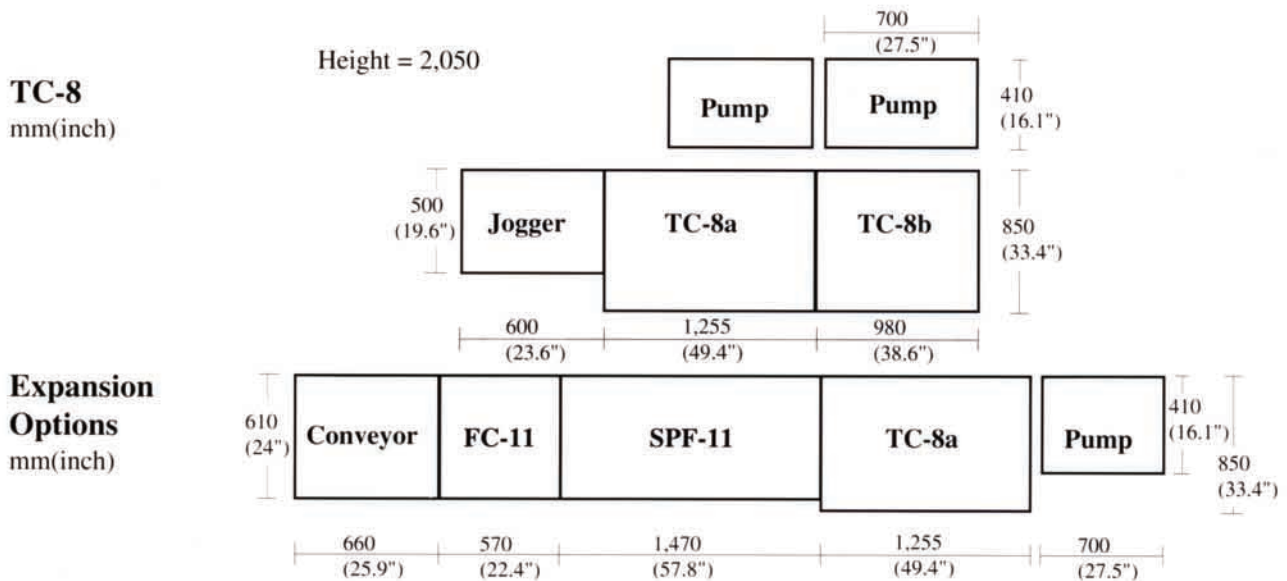 700
(27.5")
Height = 2,050
TC-8
mm(inch)
Pump
Pump
410
(16.1")
500
(19.6")
Jogger
TC-8a
TC-8b
850
(33.4")
600
(23.6")
1,255
(49.4")
980
(38.6")
Expansion
Options
mm(inch)
610
(24")
Conveyor
FC-11
SPF-11
TC-8a
Pump
410
(16.1")
850
(33.4")
660
(25.9")
570
(22.4")
1,470
(57.8")
1,255
(49.4")
700
(27.5")